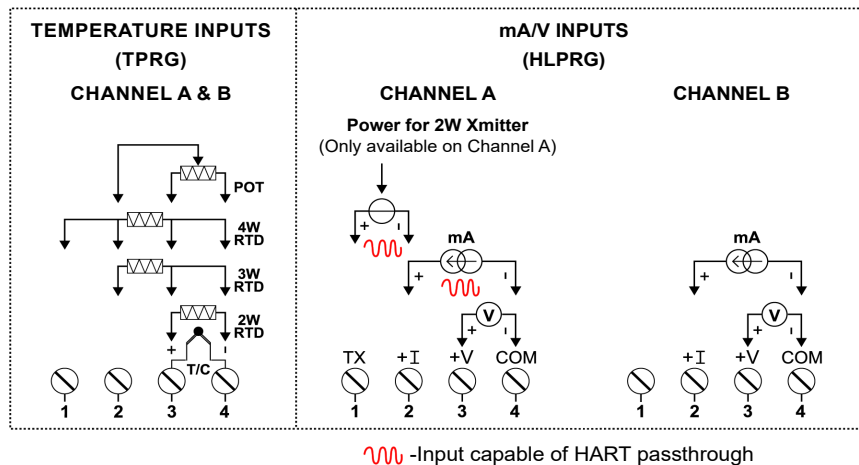 TEMPERATURE INPUTS
(TPRG)
CHANNEL A & B
POT
4W
RTD
3W
RTD
2W
RTD
+ -
T/C
1 2 3 4
mA/V INPUTS
(HLPRG)
CHANNEL A
Power for 2W Xmitter
(Only available on Channel A)
+ -
mA
+ -
V
+ -
TX +I +V COM
1 2 3 4
CHANNEL B
mA
+ -
V
+ -
+I +V COM
1 2 3 4
-Input capable of HART passthrough